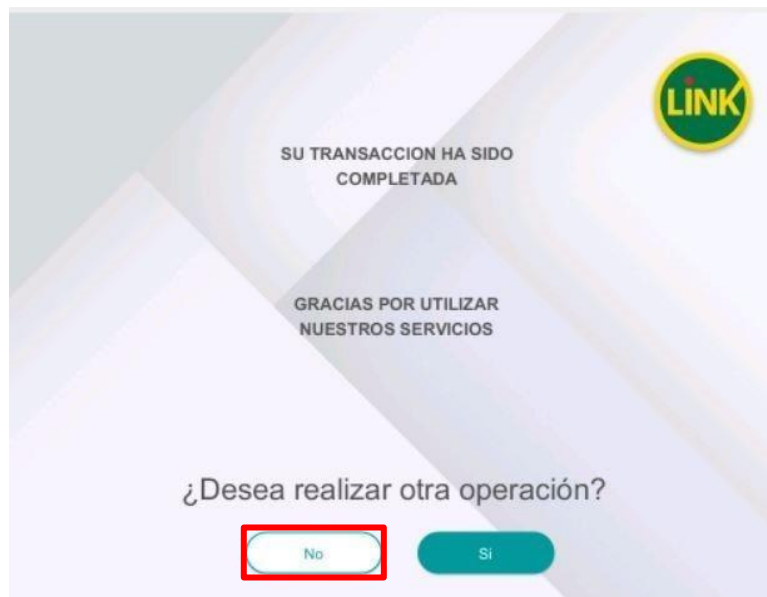 LINK
SU TRANSACCION HA SIDO
COMPLETADA
GRACIAS POR UTILIZAR
NUESTROS SERVICIOS
¿Desea realizar otra operación?
No
Si